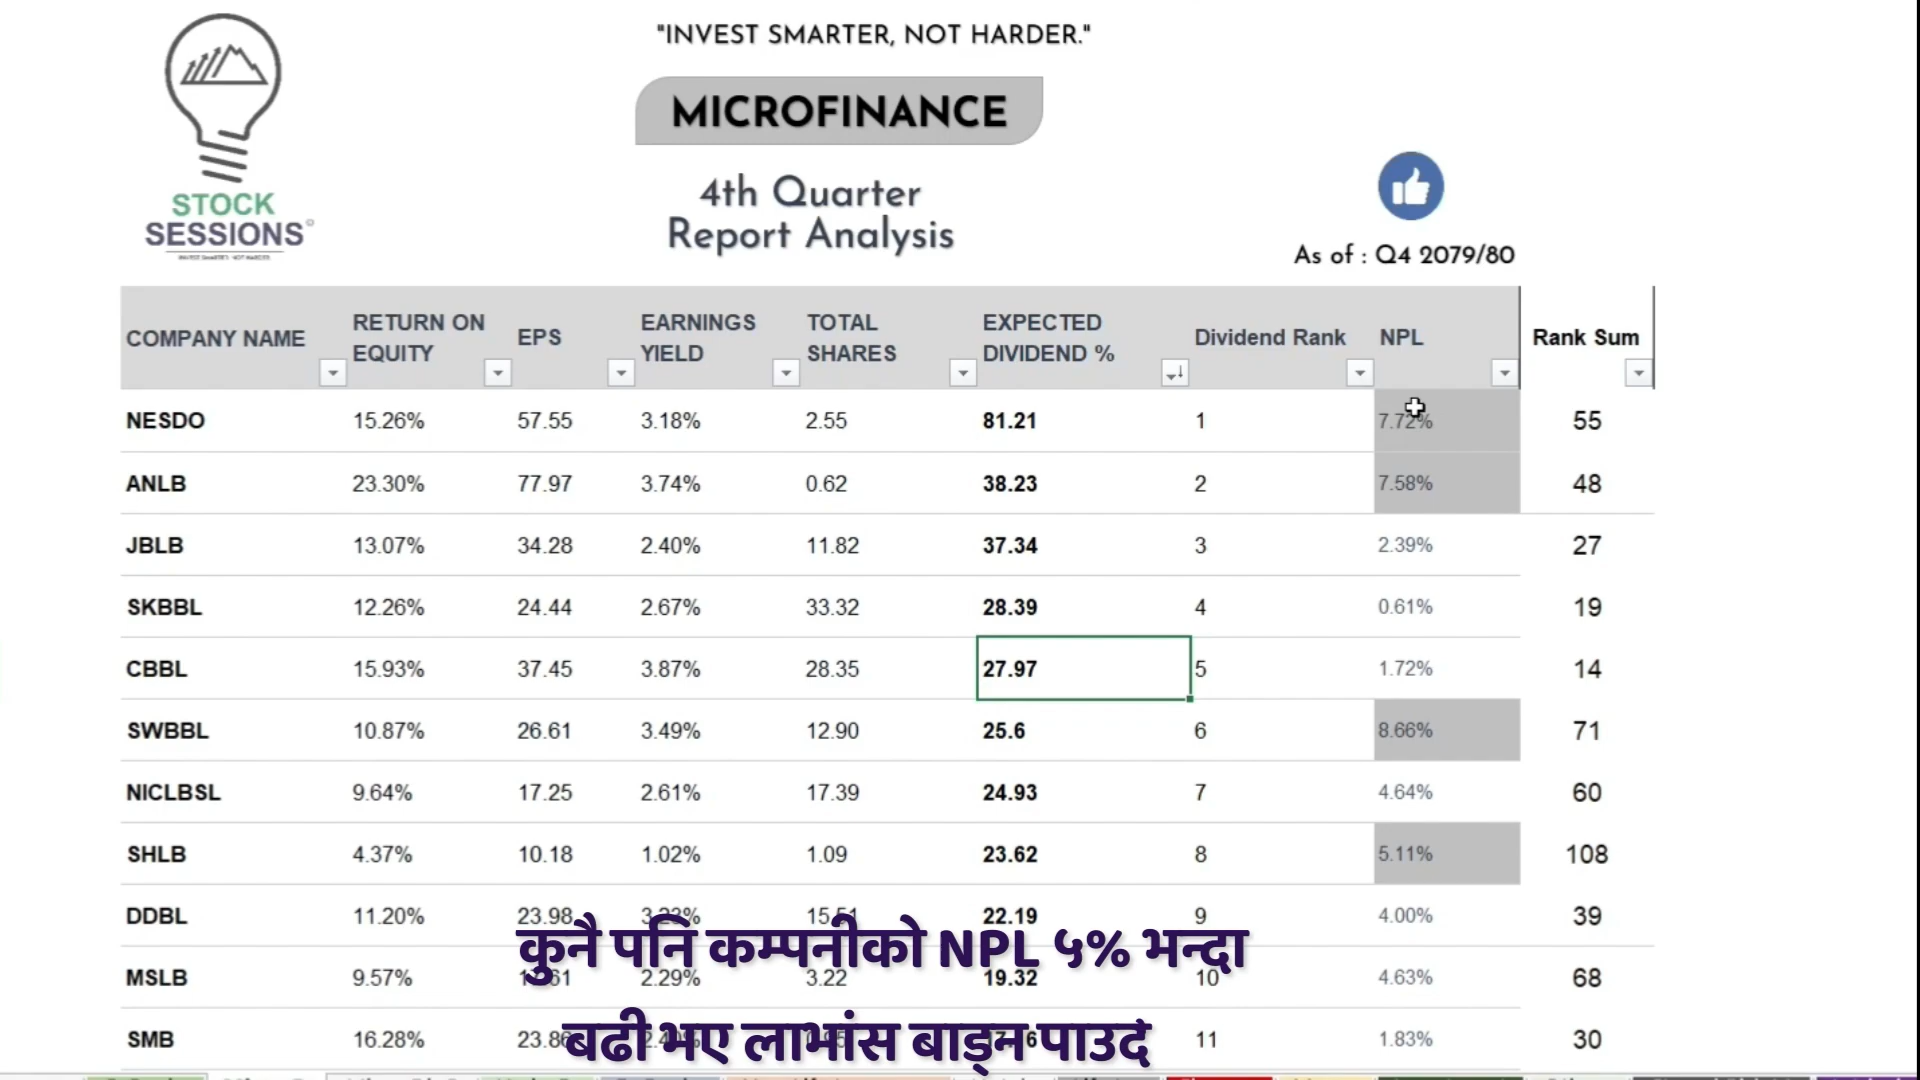 "INVEST SMARTER, NOT HARDER."
MICROFINANCE
4th Quarter
Report Analysis
STOCK
SESSIONS
As of : Q4 2079/80
COMPANY NAME RETURN ON EQUITY EPS EARNINGS YIELD TOTAL SHARES EXPECTED DIVIDEND % Dividend Rank NPL Rank Sum
NESDO 15.26% 57.55 3.18% 2.55 81.21 1 7.72% 55
ANLB 23.30% 77.97 3.74% 0.62 38.23 2 7.58% 48
JBLB 13.07% 34.28 2.40% 11.82 37.34 3 2.39% 27
SKBBL 12.26% 24.44 2.67% 33.32 28.39 4 0.61% 19
CBBL 15.93% 37.45 3.87% 28.35 27.97 5 1.72% 14
SWBBL 10.87% 26.61 3.49% 12.90 25.6 6 8.66% 71
NICLBSL 9.64% 17.25 2.61% 17.39 24.93 7 4.64% 60
SHLB 4.37% 10.18 1.02% 1.09 23.62 8 5.11% 108
DDBL 11.20% 23.98 22.19 9 4.00% 39
कुनै पनि कम्पनीको NPL ५% भन्दा
MSLB 9.57% 2.29% 3.22 19.32 10 4.63% 68
बढी भए लाभांस बाड्न पाउदै
SMB 16.28% 11 1.83% 30